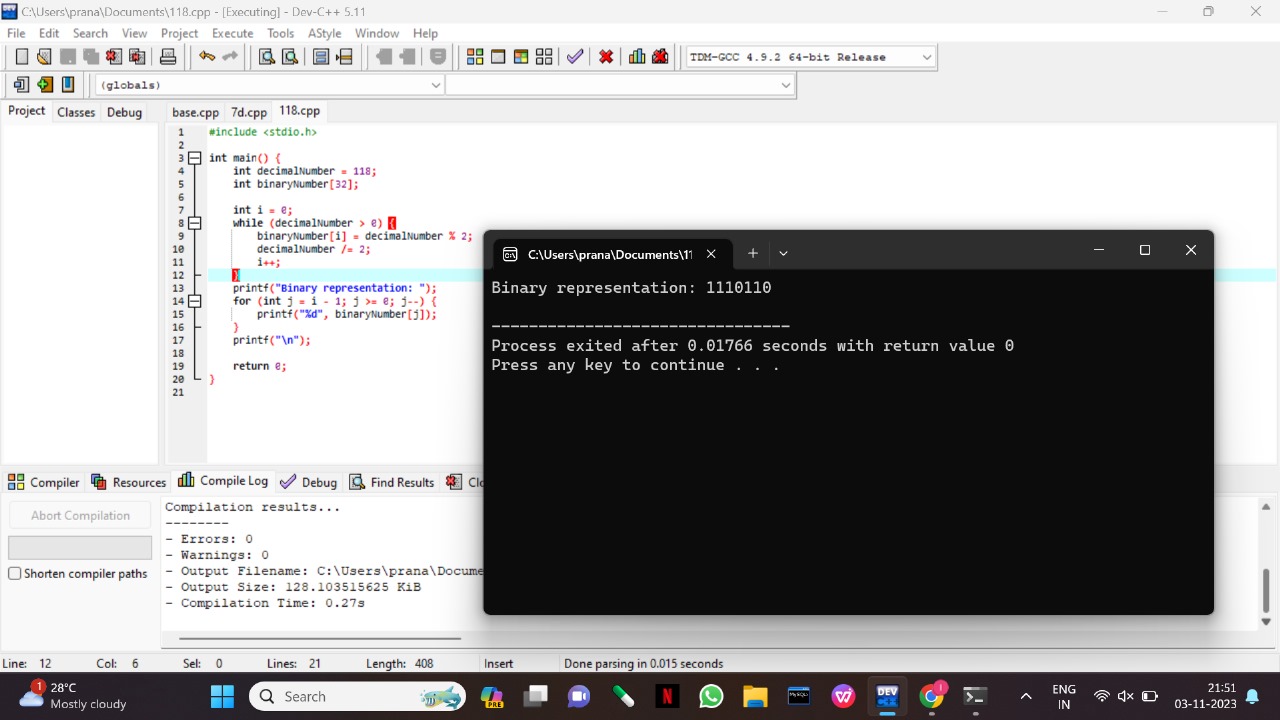 C:\Users\prana\Documents\118.cpp - [Executing] - Dev-C++ 5.11
File Edit Search View Project Execute Tools AStyle Window Help
TDM-GCC 4.9.2 64-bit Release
(globals)
Project Classes Debug
base.cpp 7d.cpp 118.cpp
1 #include <stdio.h>
2
3 int main() {
4 int decimalNumber = 118;
5 int binaryNumber[32];
6
7 int i = 0;
8 while (decimalNumber > 0) {
9 binaryNumber[i] = decimalNumber % 2;
10 decimalNumber /= 2;
11 i++;
12 }
13 printf("Binary representation: ");
14 for (int j = i - 1; j >= 0; j--) {
15 printf("%d", binaryNumber[j]);
16 }
17 printf("\n");
18
19 return 0;
20 }
21
C:\Users\prana\Documents\11
Binary representation: 1110110
--------------------------------
Process exited after 0.01766 seconds with return value 0
Press any key to continue . . .
Compiler Resources Compile Log Debug Find Results Clo
Abort Compilation
Shorten compiler paths
Compilation results...
--------
- Errors: 0
- Warnings: 0
- Output Filename: C:\Users\prana\Docume
- Output Size: 128.103515625 KiB
- Compilation Time: 0.27s
Line: 12 Col: 6 Sel: 0 Lines: 21 Length: 408 Insert Done parsing in 0.015 seconds
1
28°C
Mostly cloudy
Search
PRE
N
MySQL
DEV
1
ENG
IN
21:51
03-11-2023